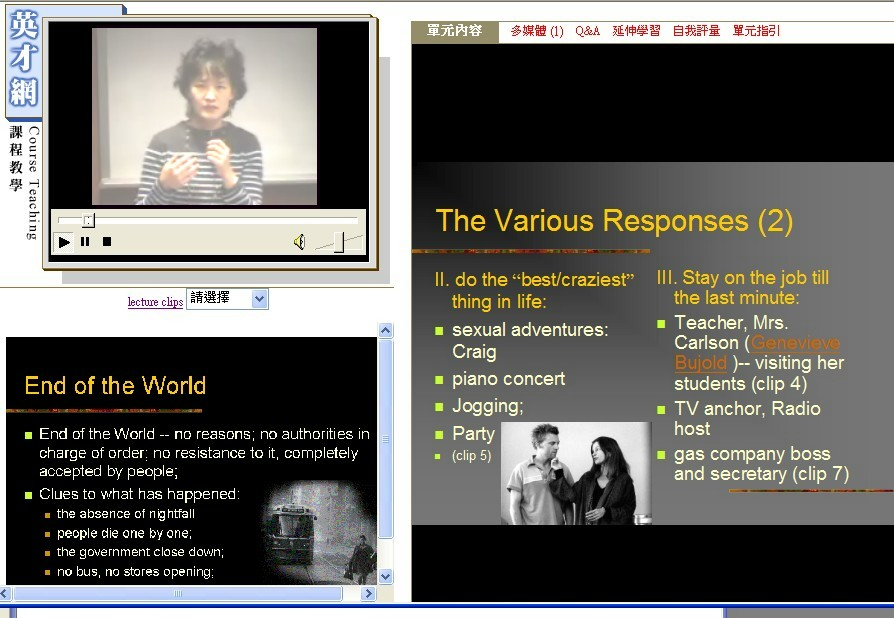 英才網
課程教學
Course Teaching
lecture clips 請選擇
End of the World
End of the World -- no reasons; no authorities in
charge of order; no resistance to it, completely
accepted by people;
Clues to what has happened:
the absence of nightfall
people die one by one;
the government close down;
no bus, no stores opening;
單元內容 多媒體 (1) Q&A 延伸學習 自我評量 單元指引
The Various Responses (2)
II. do the “best/craziest”
thing in life:
sexual adventures:
Craig
piano concert
Jogging;
Party
(clip 5)
III. Stay on the job till
the last minute:
Teacher, Mrs.
Carlson (Genevieve
Bujold )-- visiting her
students (clip 4)
TV anchor, Radio
host
gas company boss
and secretary (clip 7)